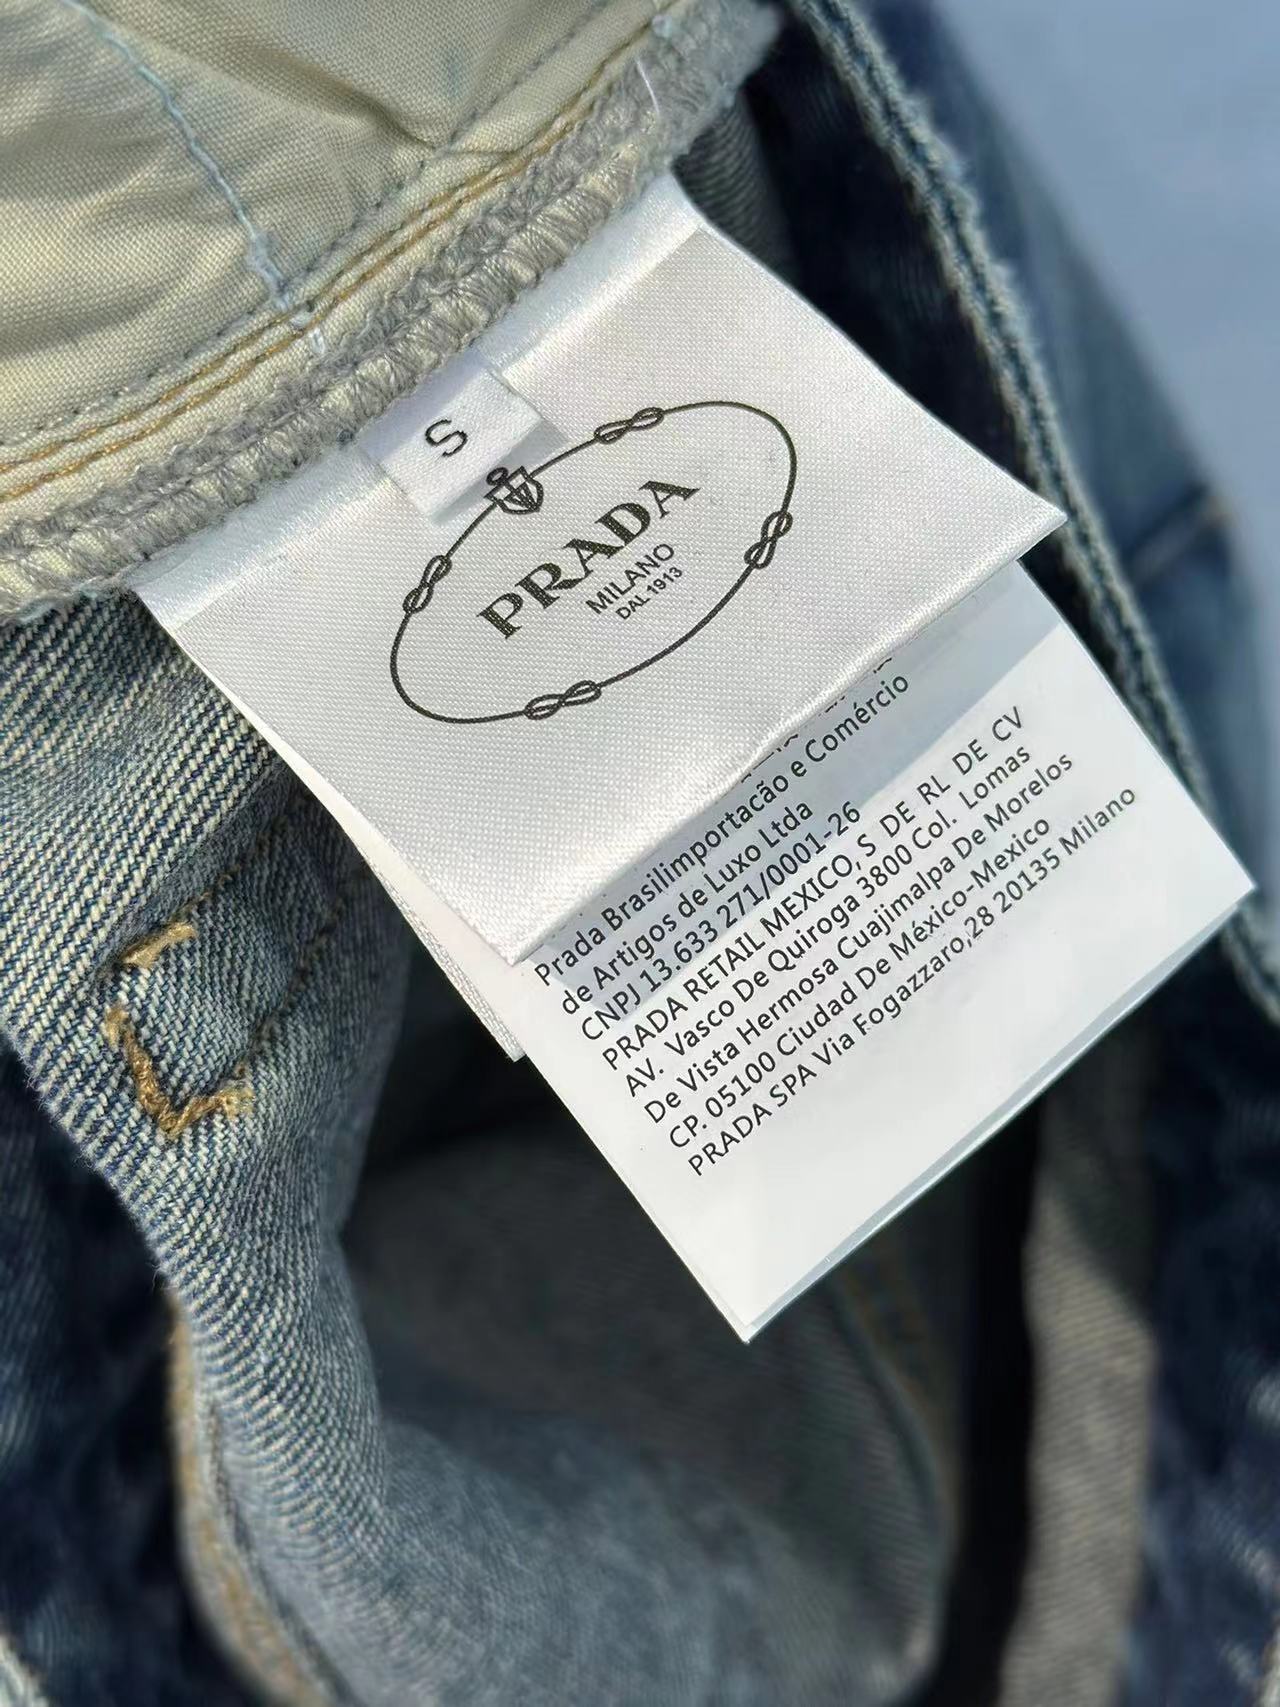 S
PRADA
MILANO
DAL 1913
Prada Brasilimportacão e Comércio
de Artigos de Luxo Ltda
CNPJ 13.633 271/0001-26
PRADA RETAIL MEXICO, S DE RL DE CV
AV. Vasco De Quiroga 3800 Col. Lomas
De Vista Hermosa Cuajimalpa De Morelos
CP. 05100 Ciudad De México-Mexico
PRADA SPA Via Fogazzaro,28 20135 Milano